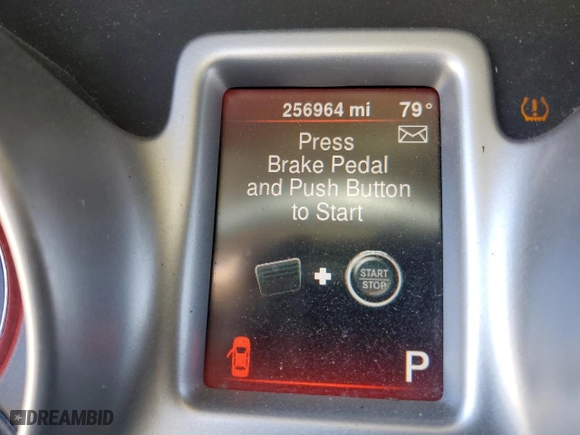 256964 mi 79°
Press
Brake Pedal
and Push Button
to Start
START
STOP
P
DREAMBID